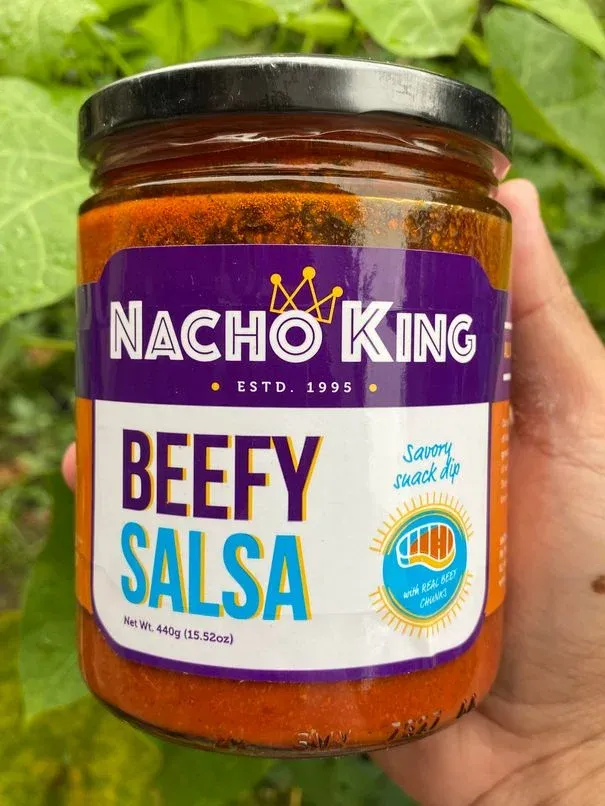 NACHO KING
• ESTD. 1995 •
BEEFY
SALSA
Savory
snack dip
with REAL BEEF
CHUNKS
Net Wt. 440g (15.52oz)